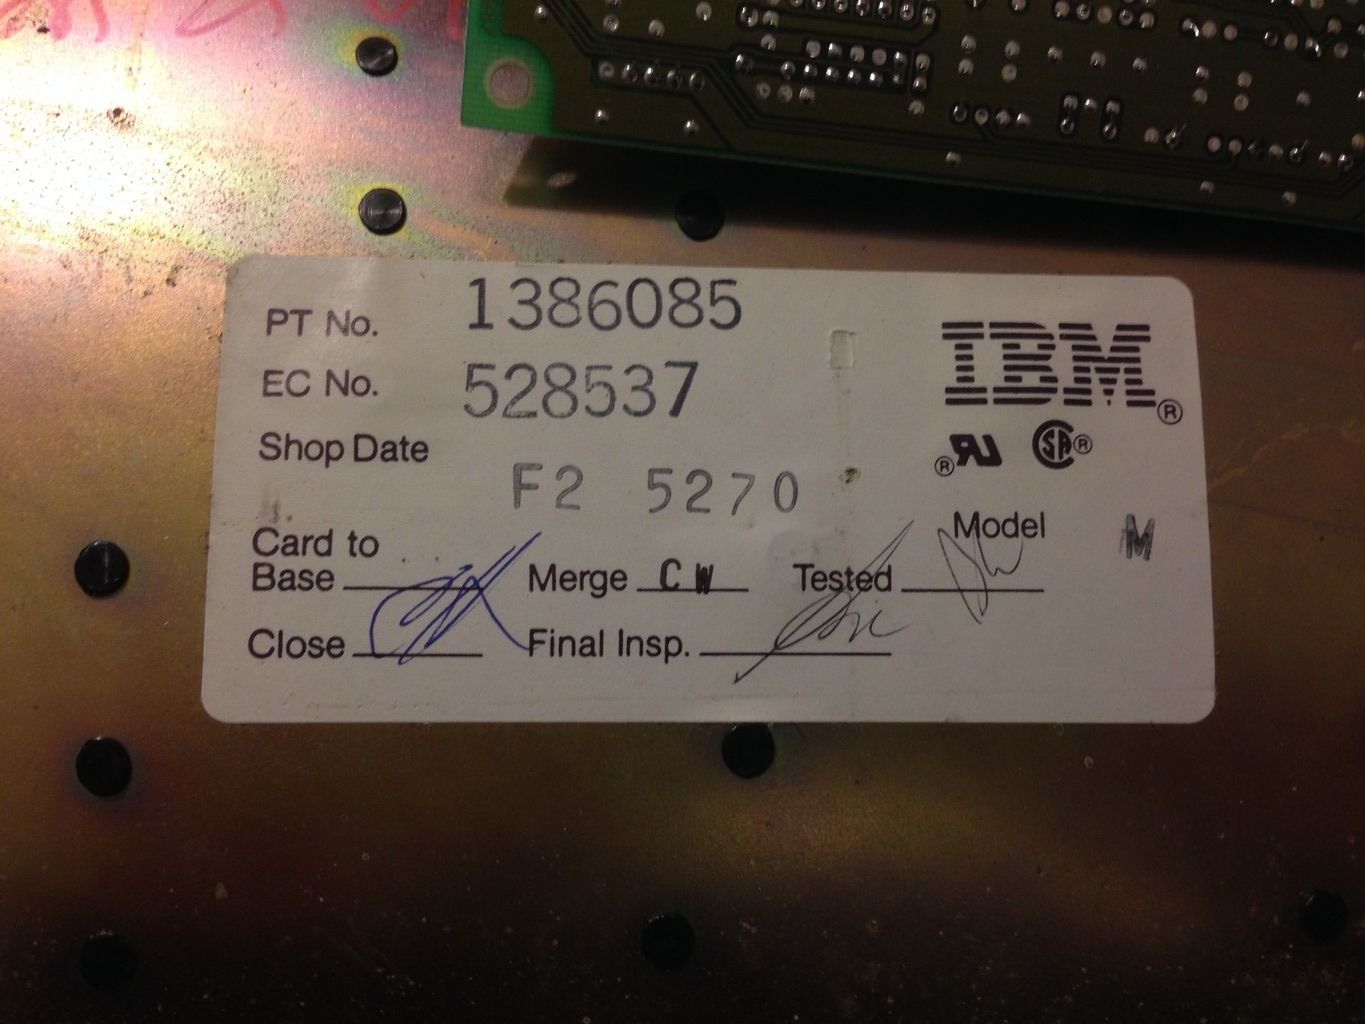 PT No. 1386085
EC No. 528537
IBM®
Shop Date F2 5270
Card to
Base
Merge CW
Tested
Model M
Close
Final Insp.